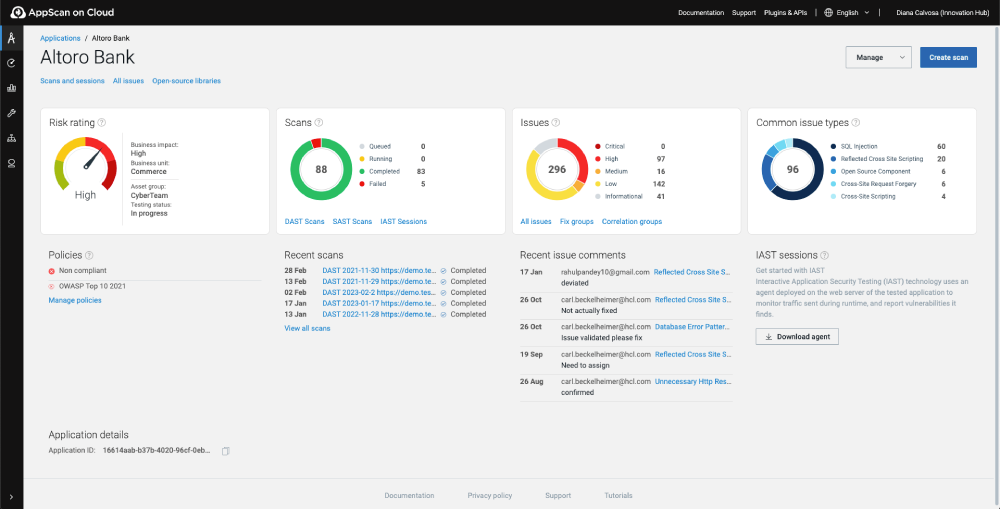 AppScan on Cloud
Documentation Support Plugins & APIs English Diana Calvosa (Innovation Hub)
Applications / Altoro Bank
Altoro Bank
Manage
Create scan
Scans and sessions All issues Open-source libraries
Risk rating
High
Business impact:
High
Business unit:
Commerce
Asset group:
CyberTeam
Testing status:
In progress
Scans
88
Queued 0
Running 0
Completed 83
Failed 5
DAST Scans SAST Scans IAST Sessions
Issues
296
Critical 0
High 97
Medium 16
Low 142
Informational 41
All issues Fix groups Correlation groups
Common issue types
96
SQL Injection 60
Reflected Cross Site Scripting 20
Open Source Component 6
Cross-Site Request Forgery 6
Cross-Site Scripting 4
Policies
Non compliant
OWASP Top 10 2021
Manage policies
Recent scans
28 Feb DAST 2021-11-30 https://demo.te... Completed
13 Feb DAST 2021-11-29 https://demo.te... Completed
02 Feb DAST 2023-02-2 https://demo.tes... Completed
17 Jan DAST 2023-01-17 https://demo.te... Completed
13 Jan DAST 2022-11-28 https://demo.te... Completed
View all scans
Recent issue comments
17 Jan rahulpandey10@gmail.com Reflected Cross Site S...
deviated
26 Oct carl.beckelheimer@hcl.com Reflected Cross Site S...
Not actually fixed
26 Oct carl.beckelheimer@hcl.com Database Error Patter...
Issue validated please fix
19 Sep carl.beckelheimer@hcl.com Reflected Cross Site S...
Need to assign
26 Aug carl.beckelheimer@hcl.com Unnecessary Http Res...
confirmed
IAST sessions
Get started with IAST
Interactive Application Security Testing (IAST) technology uses an
agent deployed on the web server of the tested application to
monitor traffic sent during runtime, and report vulnerabilities it
finds.
Download agent
Application details
Application ID: 16614aab-b37b-4020-96cf-0eb...
Documentation Privacy policy Support Tutorials